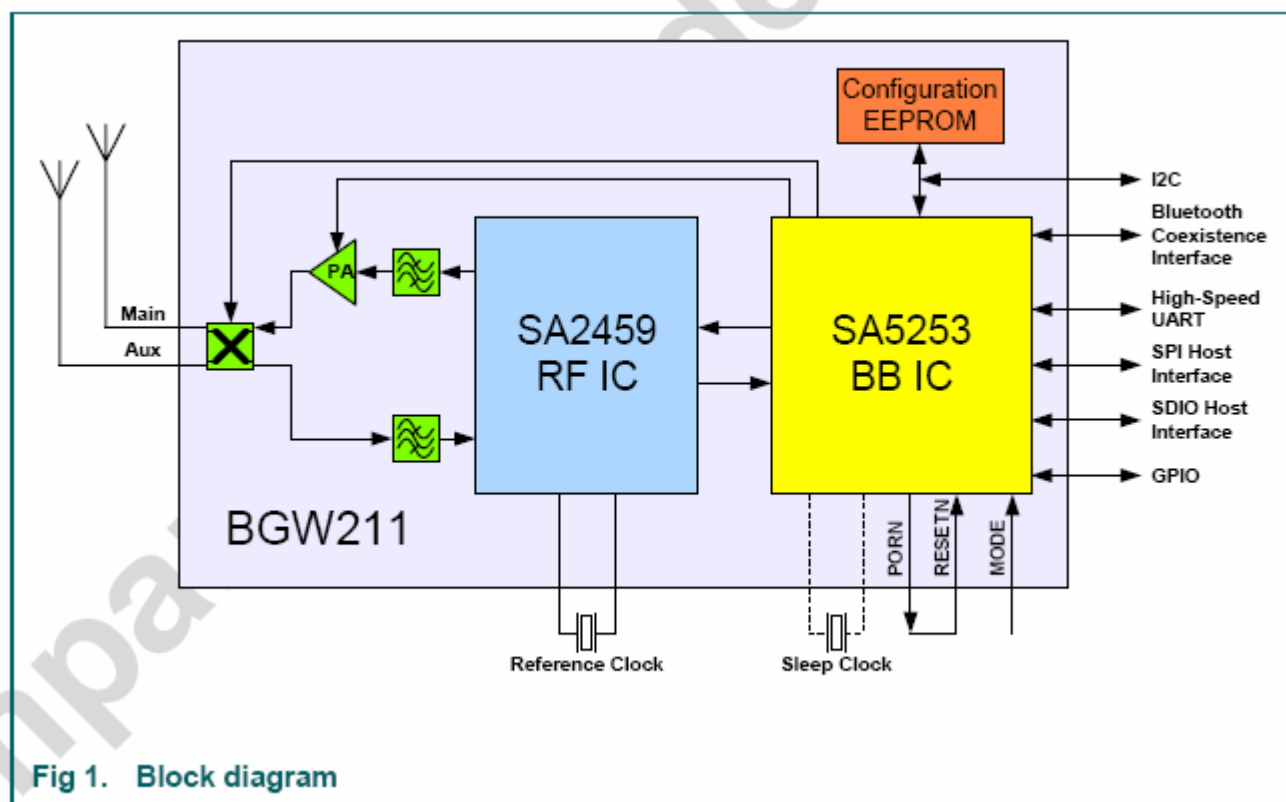 Configuration
EEPROM
I2C
Bluetooth
Coexistence
Interface
PA
High-Speed
UART
Main
SA2459
RF IC
SA5253
BB IC
Aux
SPI Host
Interface
SDIO Host
Interface
GPIO
BGW211
PORN
RESETN
MODE
Reference Clock
Sleep Clock
Fig 1. Block diagram